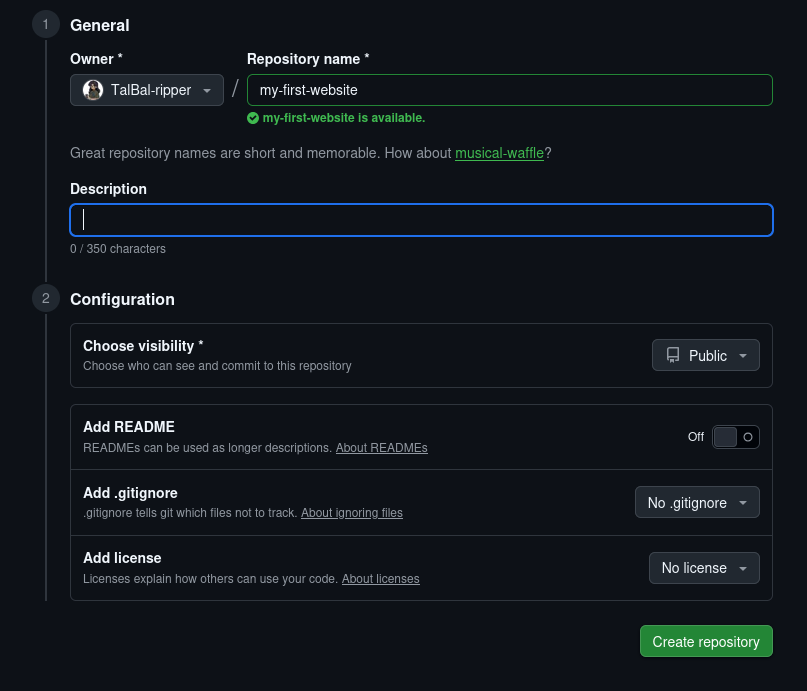 1 General
Owner * Repository name *
TalBal-ripper / my-first-website
my-first-website is available.
Great repository names are short and memorable. How about musical-waffle?
Description
0 / 350 characters
2 Configuration
Choose visibility *
Choose who can see and commit to this repository
Public
Add README
READMEs can be used as longer descriptions. About READMEs
Off
Add .gitignore
.gitignore tells git which files not to track. About ignoring files
No .gitignore
Add license
Licenses explain how others can use your code. About licenses
No license
Create repository